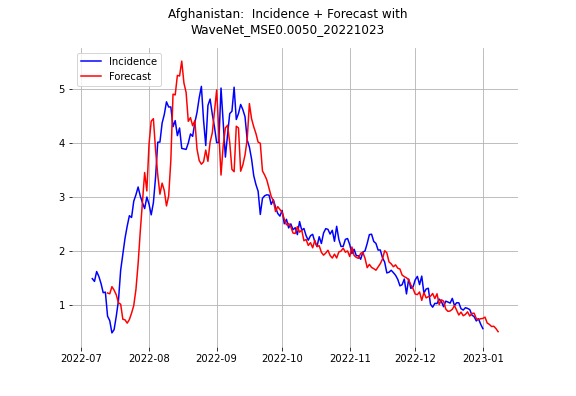 Afghanistan:  Incidence + Forecast with
WaveNet_MSE0.0050_20221023
Incidence
Forecast
5
4
3
2
1
2022-07 2022-08 2022-09 2022-10 2022-11 2022-12 2023-01